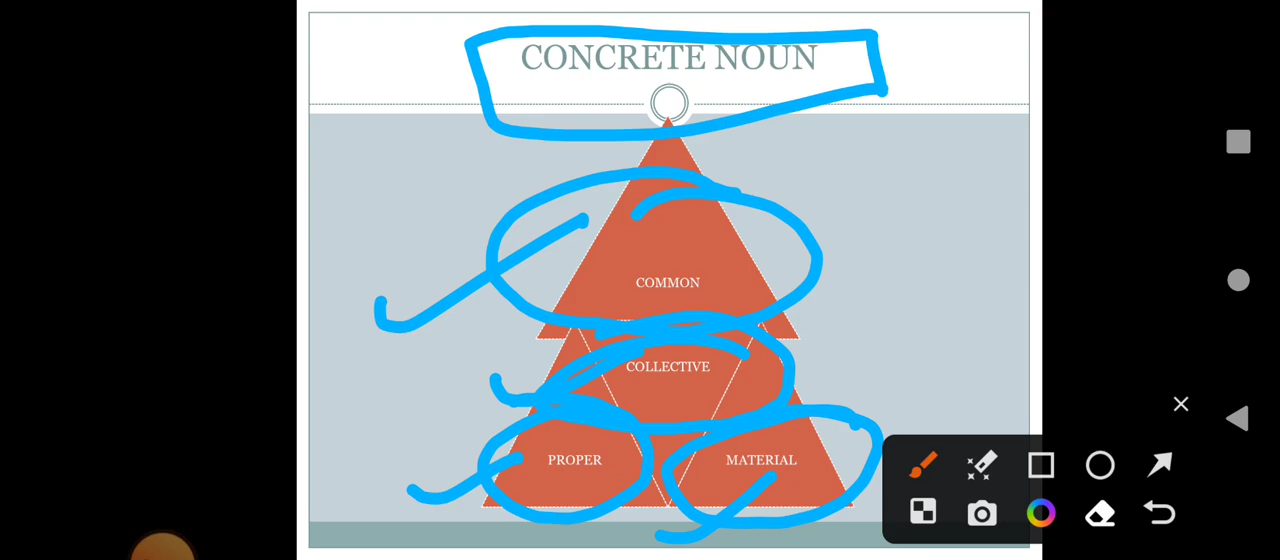 CONCRETE NOUN
COMMON
COLLECTIVE
PROPER
MATERIAL